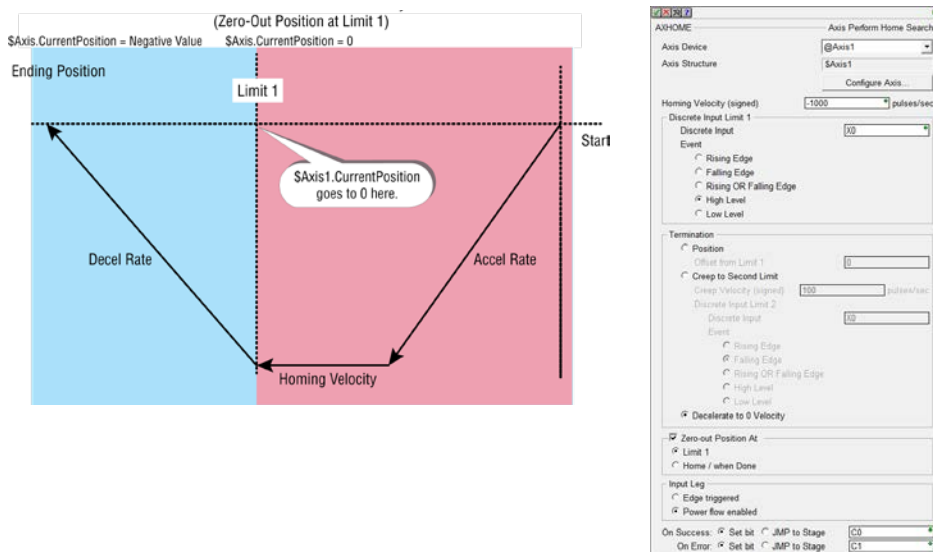 (Zero-Out Position at Limit 1)
$Axis.CurrentPosition = Negative Value
$Axis.CurrentPosition = 0
Ending Position
Limit 1
Start
$Axis1.CurrentPosition
goes to 0 here.
Decel Rate
Accel Rate
Homing Velocity
AXHOME
Axis Perform Home Search
Axis Device
@Axis1
Axis Structure
$Axis1
Configure Axis...
Homing Velocity (signed)
-1000
pulses/sec
Discrete Input Limit 1
Discrete Input
X0
Event
Rising Edge
Falling Edge
Rising OR Falling Edge
High Level
Low Level
Termination
Position
Offset from Limit 1
0
Creep to Second Limit
Creep Velocity (signed)
100
pulses/sec
Discrete Input Limit 2
Discrete Input
X0
Event
Rising Edge
Falling Edge
Rising OR Falling Edge
High Level
Low Level
Decelerate to 0 Velocity
Zero-out Position At
Limit 1
Home / when Done
Input Leg
Edge triggered
Power flow enabled
On Success:
Set bit
JMP to Stage
C0
On Error:
Set bit
JMP to Stage
C1